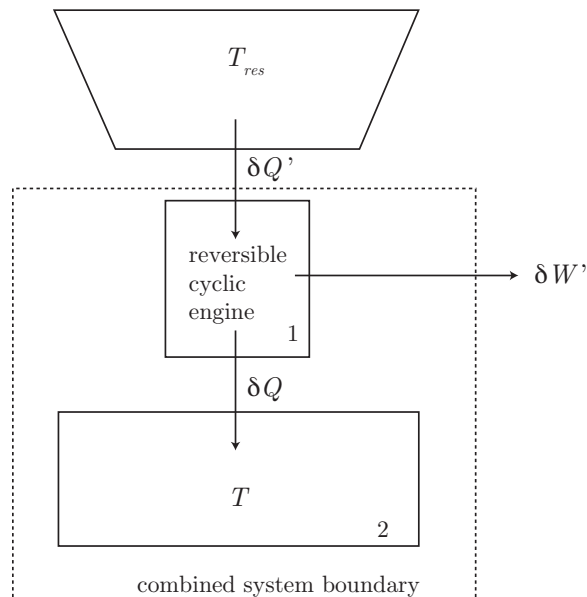 T_res
δQ'
reversible
cyclic
engine
1
δW'
δQ
T
2
combined system boundary